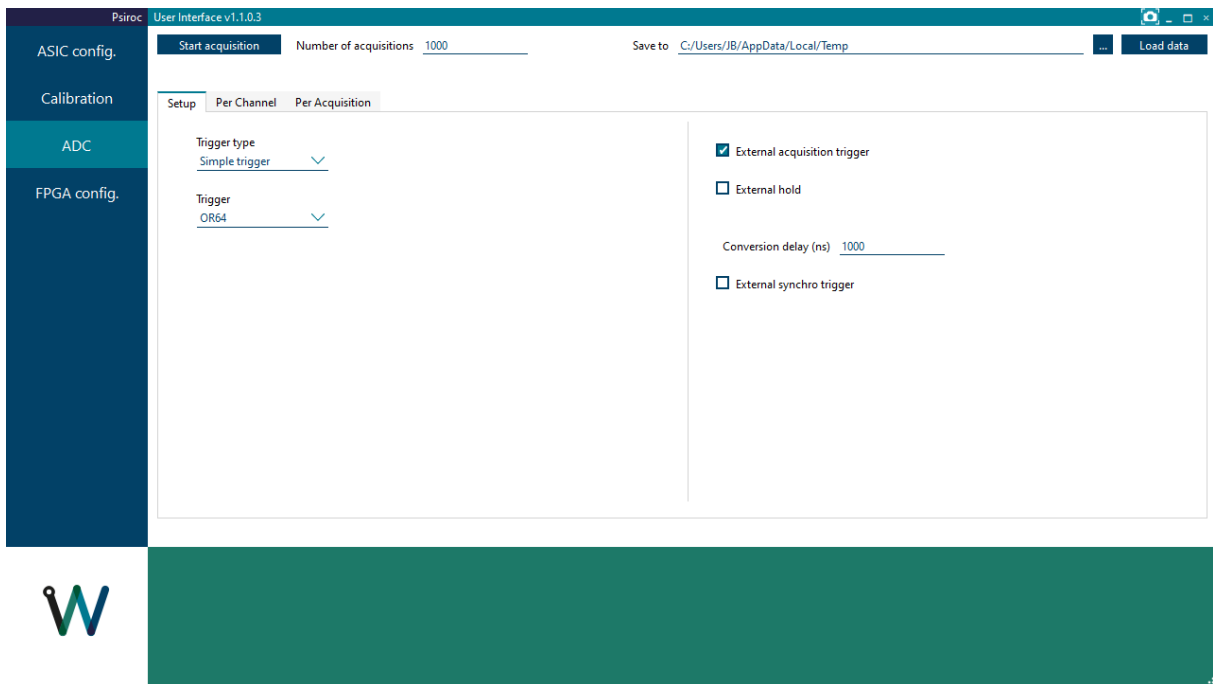 Psiroc User Interface v1.1.0.3
ASIC config.
Calibration
ADC
FPGA config.
Start acquisition Number of acquisitions 1000 Save to C:/Users/JB/AppData/Local/Temp ... Load data
Setup Per Channel Per Acquisition
Trigger type
Simple trigger
Trigger
OR64
External acquisition trigger
External hold
Conversion delay (ns) 1000
External synchro trigger
W